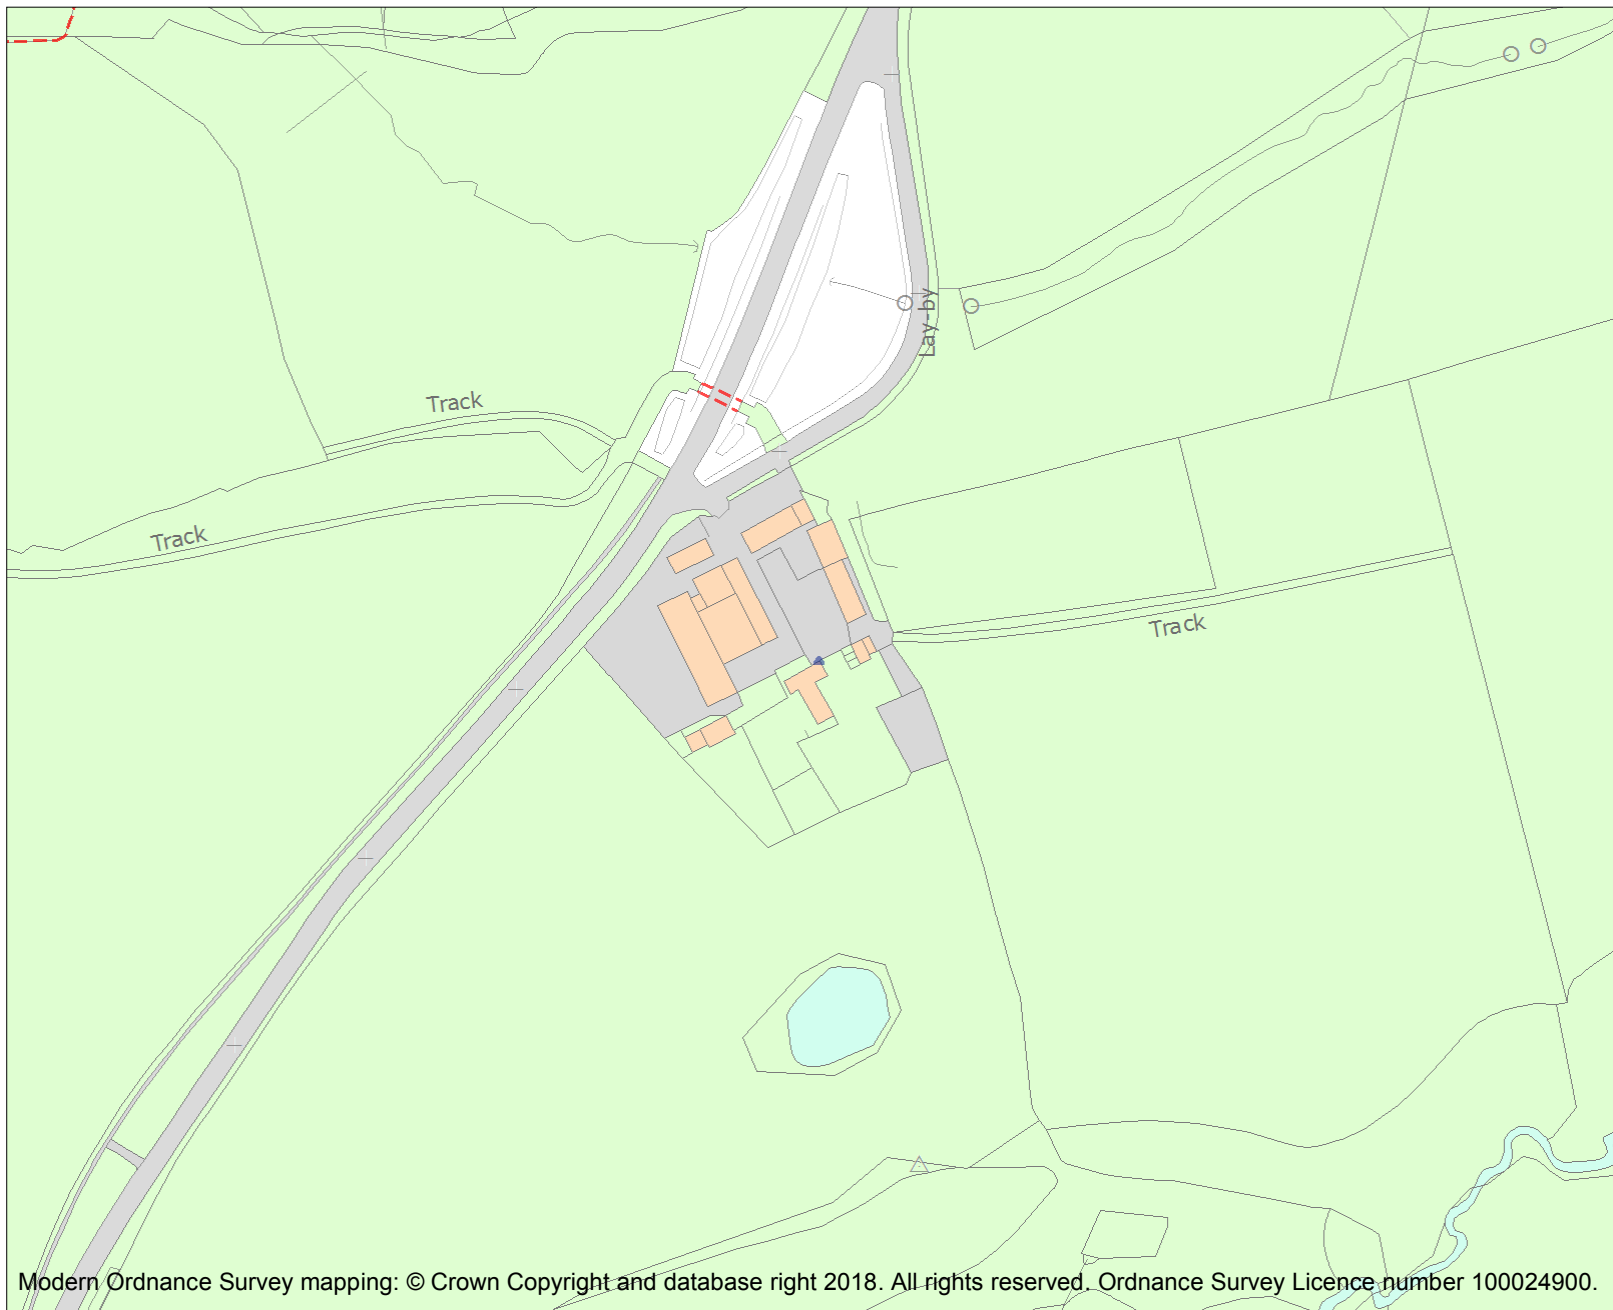 Lay-by
Track
Track
Track
Modern Ordnance Survey mapping: © Crown Copyright and database right 2018. All rights reserved. Ordnance Survey Licence number 100024900.